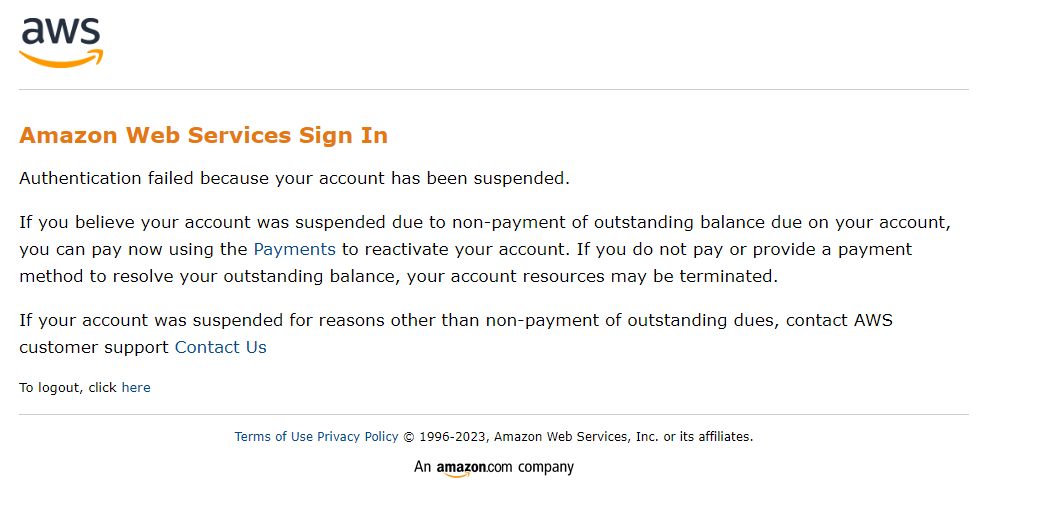 aws
Amazon Web Services Sign In
Authentication failed because your account has been suspended.
If you believe your account was suspended due to non-payment of outstanding balance due on your account,
you can pay now using the Payments to reactivate your account. If you do not pay or provide a payment
method to resolve your outstanding balance, your account resources may be terminated.
If your account was suspended for reasons other than non-payment of outstanding dues, contact AWS
customer support Contact Us
To logout, click here
Terms of Use Privacy Policy © 1996-2023, Amazon Web Services, Inc. or its affiliates.
An amazon.com company